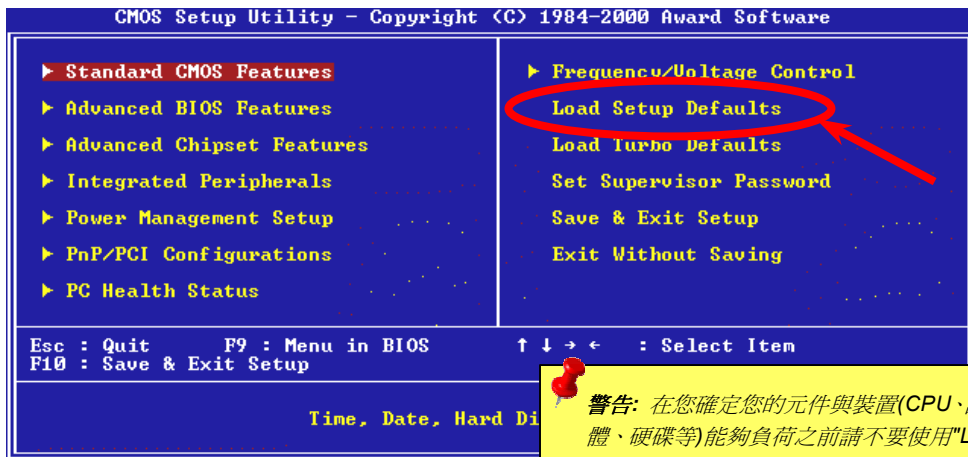 CMOS Setup Utility - Copyright (C) 1984-2000 Award Software
▶ Standard CMOS Features
▶ Advanced BIOS Features
▶ Advanced Chipset Features
▶ Integrated Peripherals
▶ Power Management Setup
▶ PnP/PCI Configurations
▶ PC Health Status
▶ Frequency/Voltage Control
Load Setup Defaults
Load Turbo Defaults
Set Supervisor Password
Save & Exit Setup
Exit Without Saving
Esc : Quit F9 : Menu in BIOS ↑ ↓ → ← : Select Item
F10 : Save & Exit Setup
Time, Date, Hard Di
警告: 在您確定您的元件與裝置(CPU、
體、硬碟等)能夠負荷之前請不要使用"L